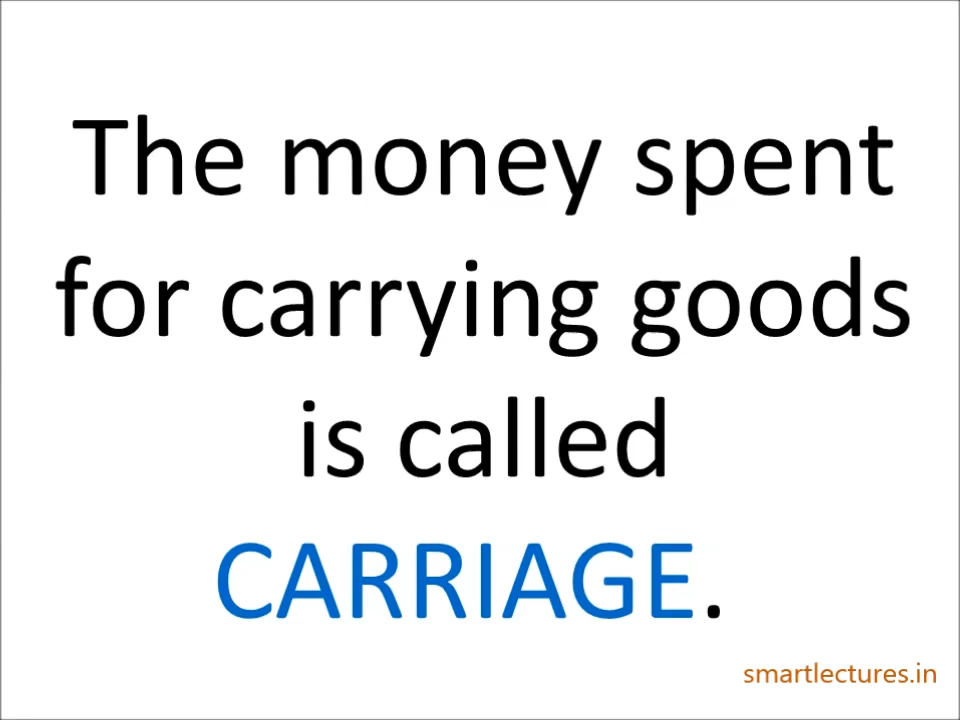 The money spent
for carrying goods
is called
CARRIAGE.
smartlectures.in